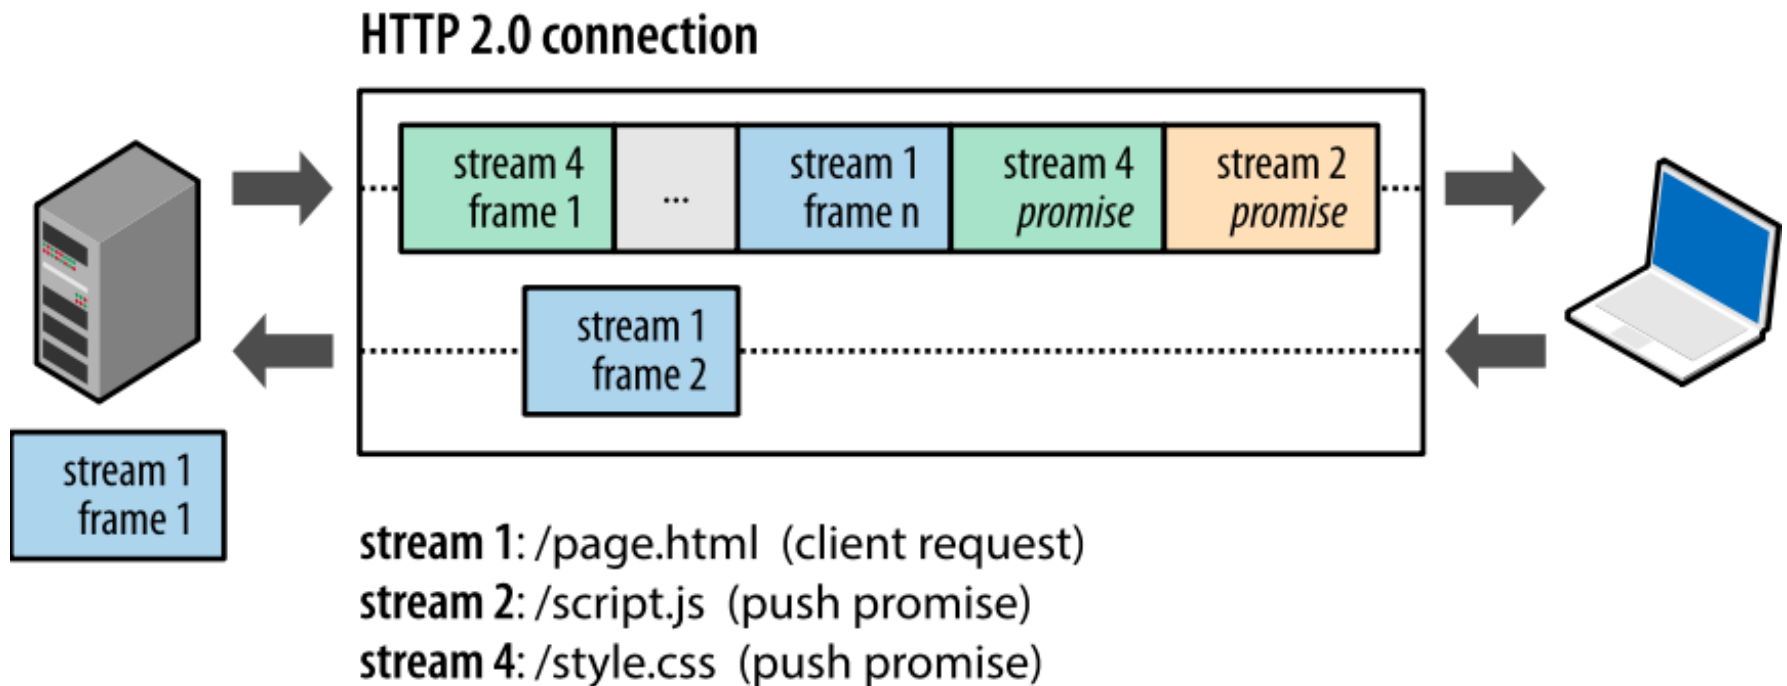 HTTP 2.0 connection
stream 4
frame 1
...
stream 1
frame n
stream 4
promise
stream 2
promise
stream 1
frame 2
stream 1
frame 1
stream 1: /page.html (client request)
stream 2: /script.js (push promise)
stream 4: /style.css (push promise)